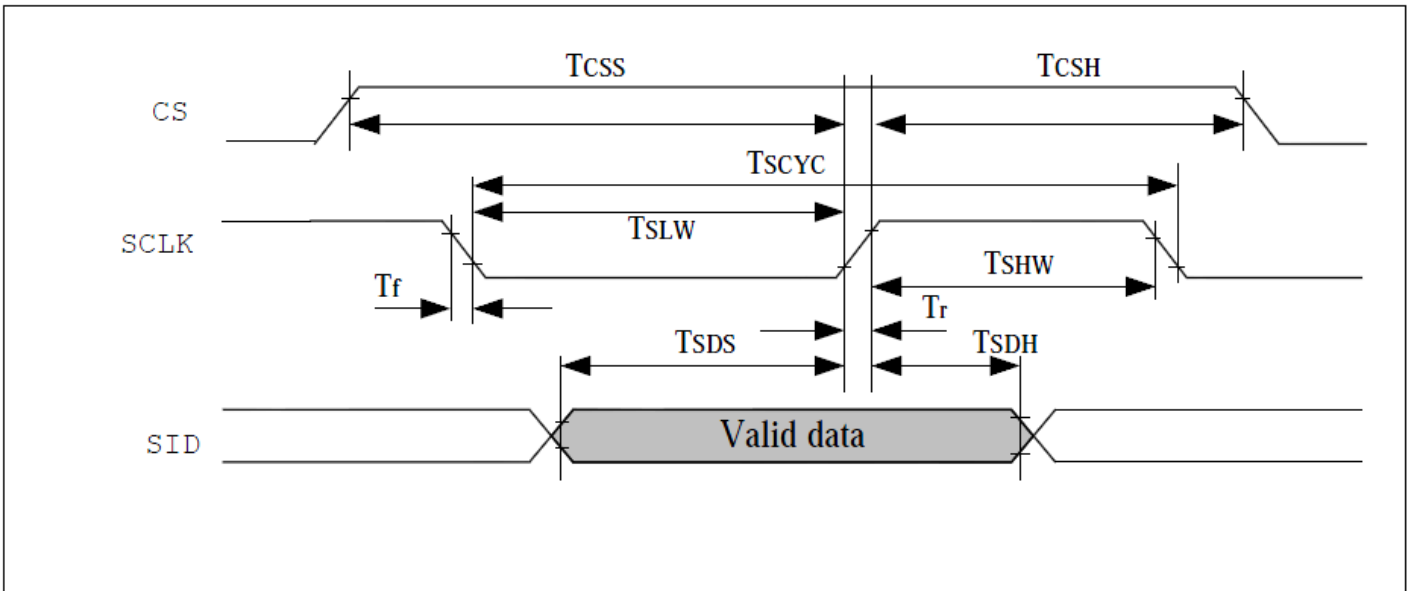 TCSS
TCSH
CS
TSCYC
TSLW
SCLK
TSHW
Tf
Tr
TSDS
TSDH
Valid data
SID